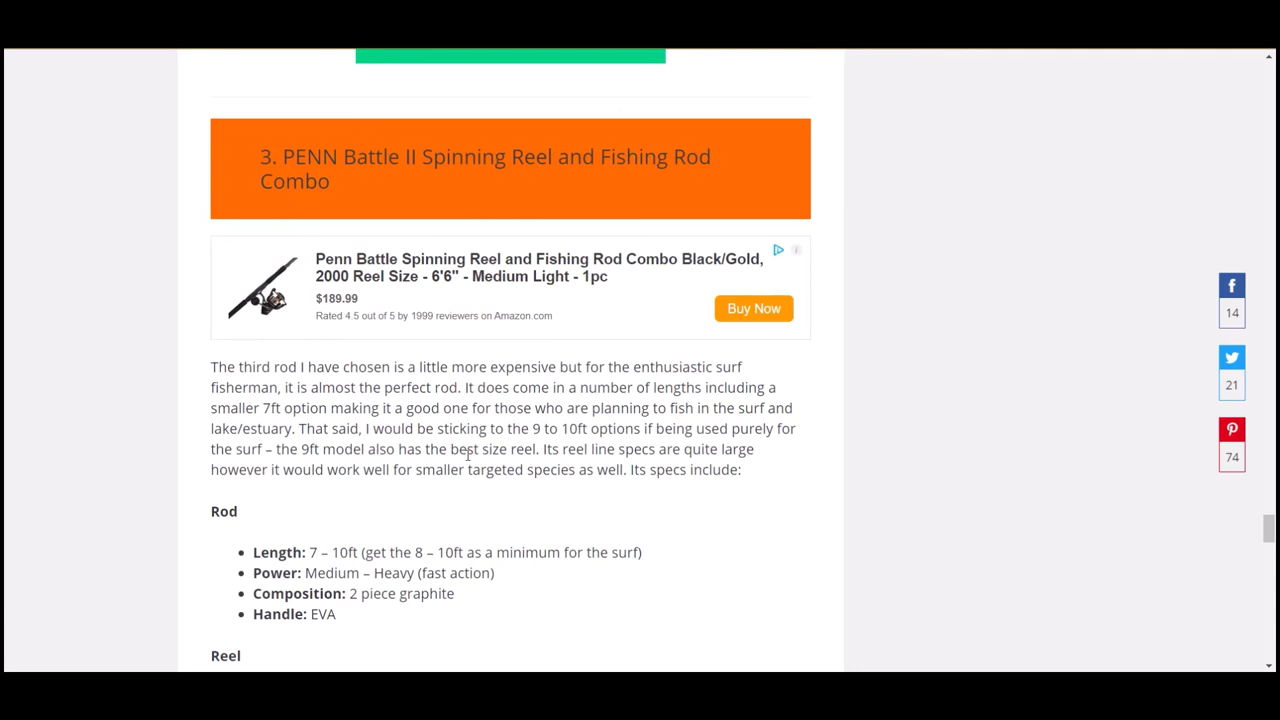 3. PENN Battle II Spinning Reel and Fishing Rod
Combo
Penn Battle Spinning Reel and Fishing Rod Combo Black/Gold,
2000 Reel Size - 6'6" - Medium Light - 1pc
$189.99
Rated 4.5 out of 5 by 1999 reviewers on Amazon.com
Buy Now
The third rod I have chosen is a little more expensive but for the enthusiastic surf
fisherman, it is almost the perfect rod. It does come in a number of lengths including a
smaller 7ft option making it a good one for those who are planning to fish in the surf and
lake/estuary. That said, I would be sticking to the 9 to 10ft options if being used purely for
the surf – the 9ft model also has the best size reel. Its reel line specs are quite large
however it would work well for smaller targeted species as well. Its specs include:
Rod
• Length: 7 – 10ft (get the 8 – 10ft as a minimum for the surf)
• Power: Medium – Heavy (fast action)
• Composition: 2 piece graphite
• Handle: EVA
Reel
14
21
74